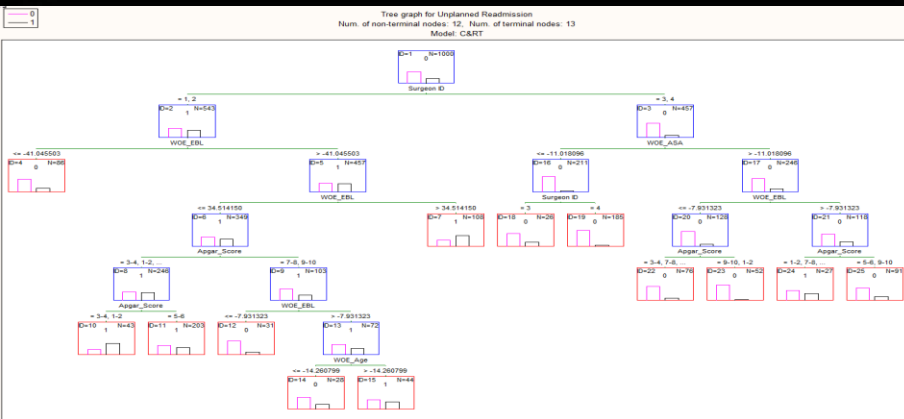 0
1
Tree graph for Unplanned Readmission
Num. of non-terminal nodes: 12, Num. of terminal nodes: 13
Model: C&RT
ID=1 N=1000
0
Surgeon ID
= 1, 2 = 3, 4
ID=2 N=543 ID=3 N=457
1 0
WOE_EBL WOE_ASA
<= -41.045503 > -41.045503 <= -11.018096 > -11.018096
ID=4 N=86 ID=5 N=457 ID=16 N=211 ID=17 N=246
0 1 0 0
WOE_EBL Surgeon ID WOE_EBL
<= 34.514150 > 34.514150 = 3 = 4 <= -7.931323 > -7.931323
ID=6 N=349 ID=7 N=108 ID=18 N=26 ID=19 N=185 ID=20 N=128 ID=21 N=118
1 1 0 0 0 0
Apgar_Score Apgar_Score Apgar_Score
= 3-4, 1-2, ... = 7-8, 9-10 = 3-4, 7-8, ... = 9-10, 1-2 = 1-2, 7-8, ... = 5-6, 9-10
ID=8 N=246 ID=9 N=103 ID=22 N=76 ID=23 N=52 ID=24 N=27 ID=25 N=91
1 0 0 0 1 0
Apgar_Score WOE_EBL
= 3-4, 1-2 = 5-6 <= -7.931323 > -7.931323
ID=10 N=43 ID=11 N=203 ID=12 N=31 ID=13 N=72
1 1 0 1
WOE_Age
<= -14.260799 > -14.260799
ID=14 N=28 ID=15 N=44
0 1